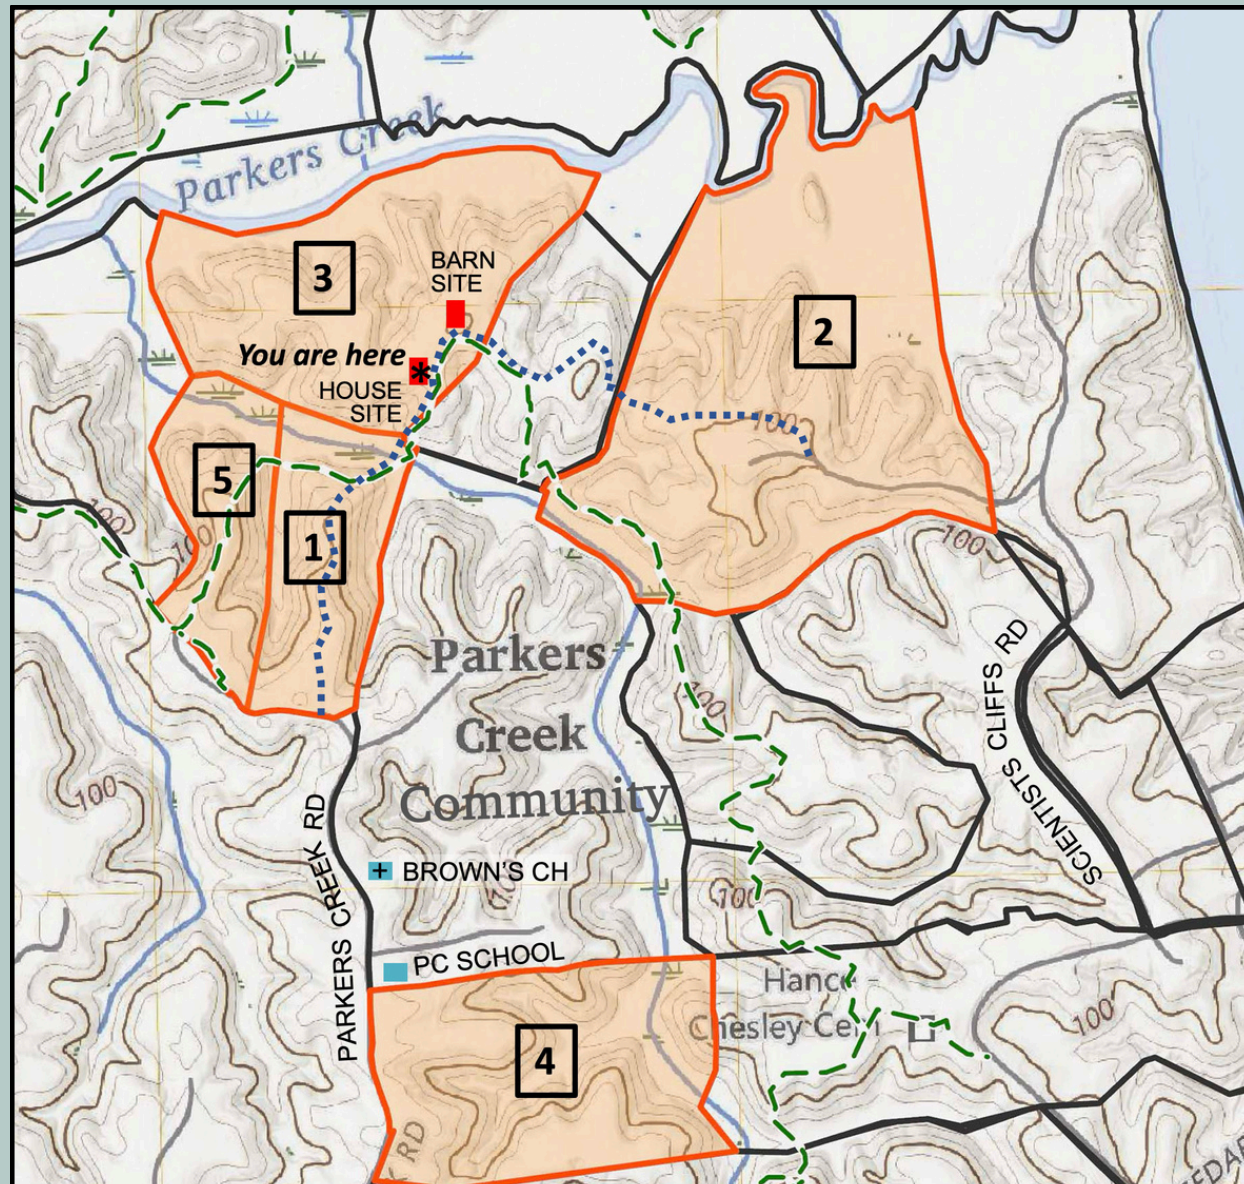 Parkers Creek
BARN
SITE
3
2
You are here
*
HOUSE
SITE
100
5
1
100
100
100
Parkers
Creek
Community
100
100
SCIENTISTS CLIFFS RD
PARKERS CREEK RD
+
BROWN'S CH
100
PC SCHOOL
Hance -
Chesley Cem
100
4
RD